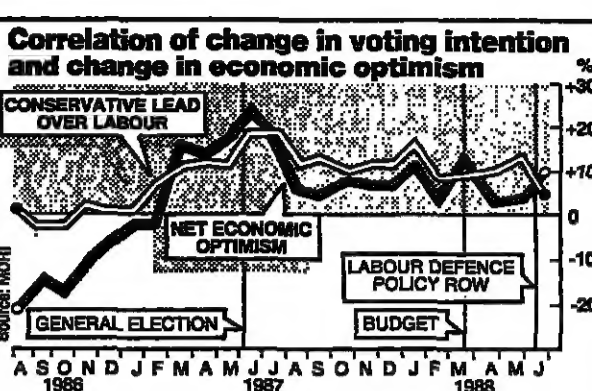 Correlation of change in voting intention
and change in economic optimism
%
+30
CONSERVATIVE LEAD
OVER LABOUR
+20
+10
NET ECONOMIC
OPTIMISM
0
LABOUR DEFENCE
POLICY ROW
-10
GENERAL ELECTION
BUDGET
-20
Source: MORI
A S O N D J F M A M J J A S O N D J F M A M J
1986 1987 1988